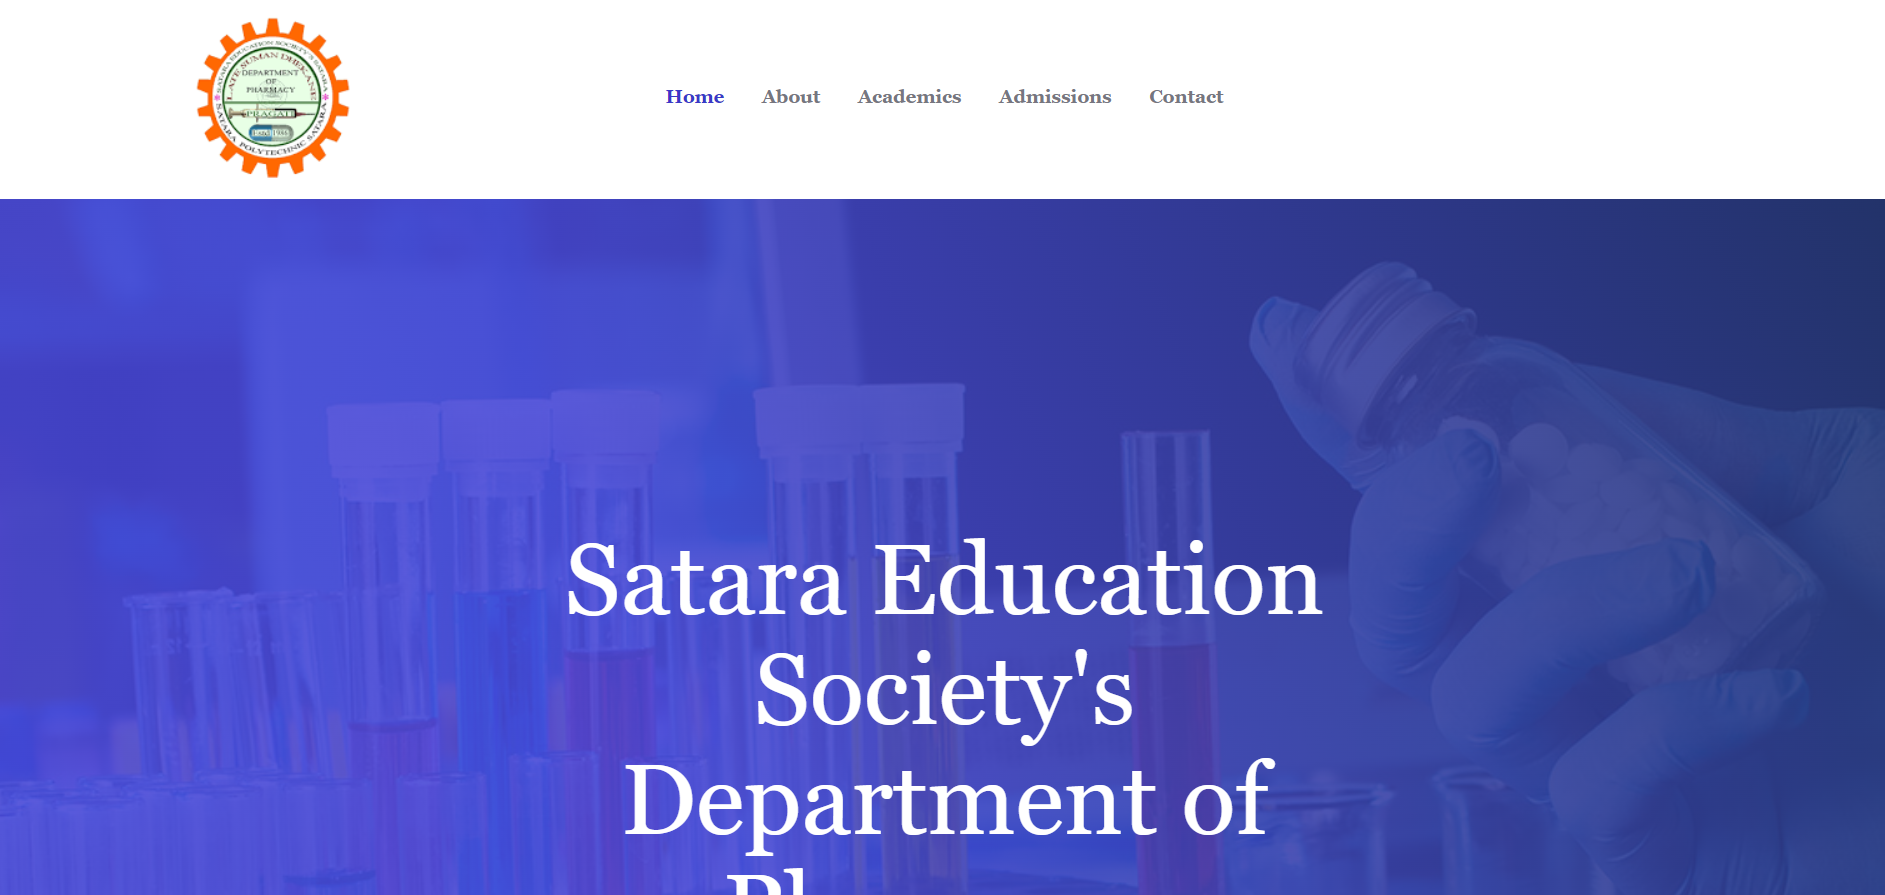 SATARA EDUCATION SOCIETY'S SATARA
LATE SUMAN DHEKANE
DEPARTMENT
OF
PHARMACY
PRAGATI
SATARA POLYTECHNIC SATARA
Home About Academics Admissions Contact
Satara Education
Society's
Department of